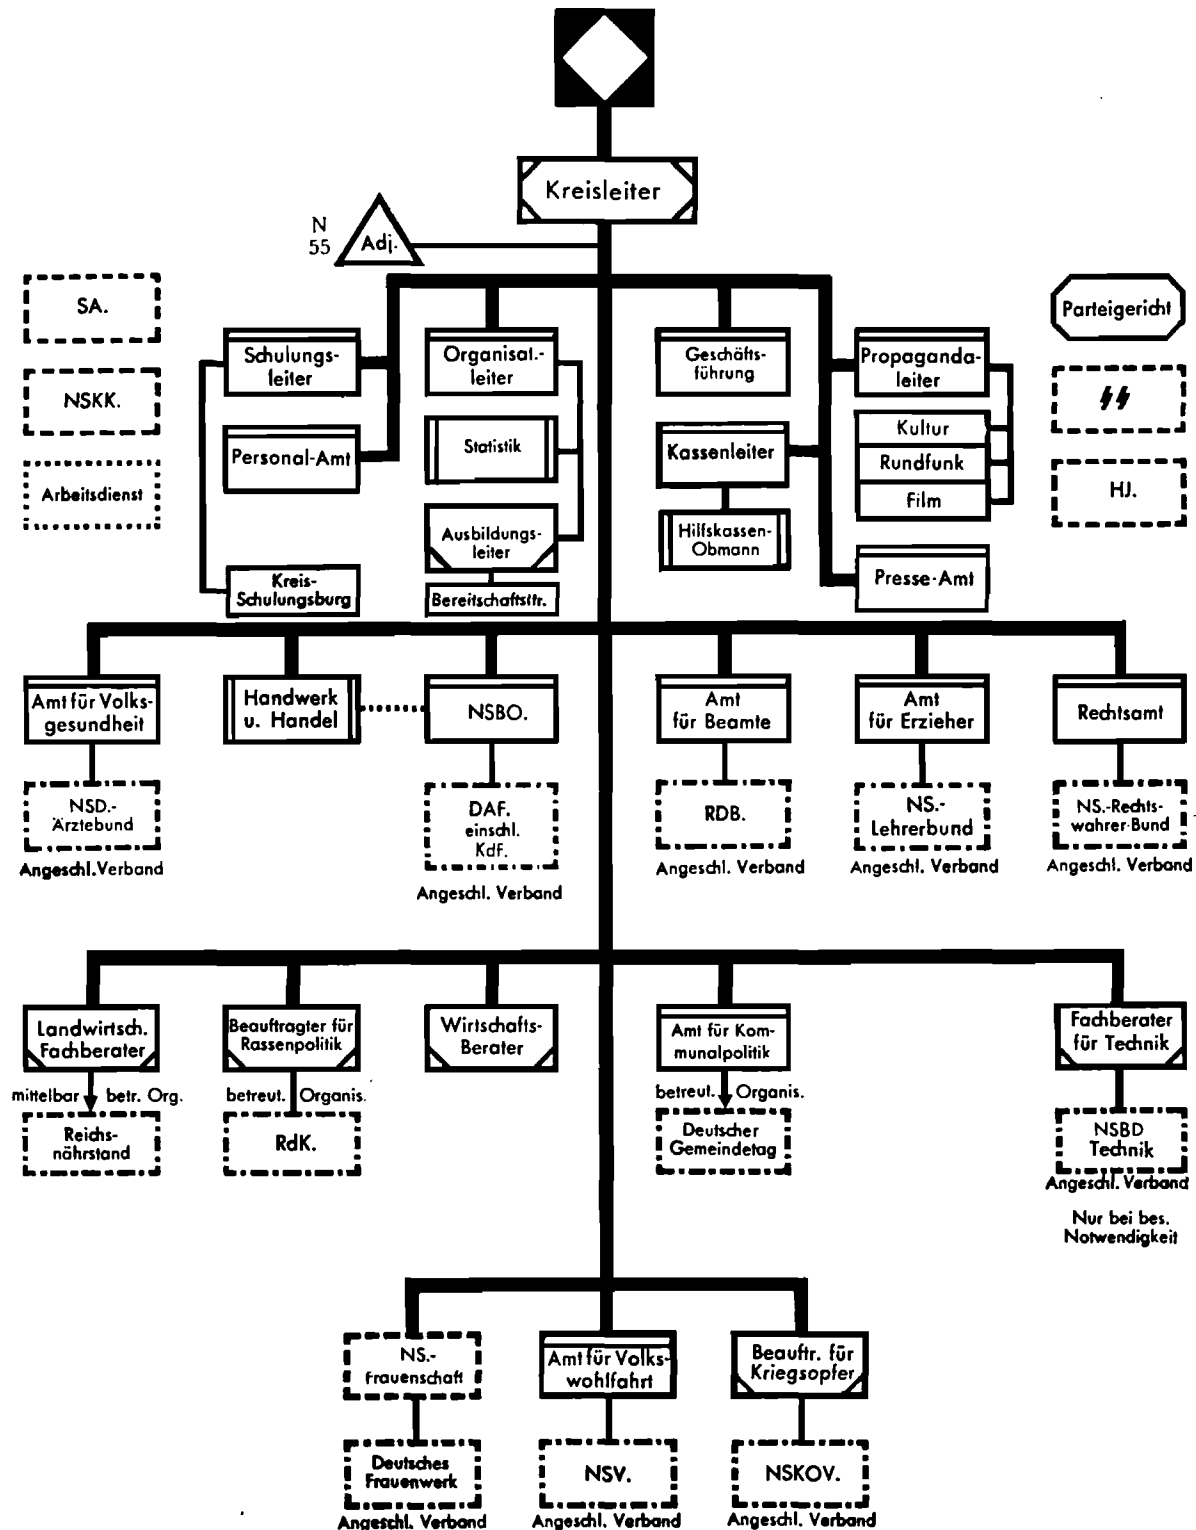 Kreisleiter
N
55
Adj.
SA.
NSKK.
Arbeitsdienst
Schulungs-
leiter
Personal-Amt
Kreis-
Schulungsburg
Organisat.-
leiter
Statistik
Ausbildungs-
leiter
Bereitschaftsltr.
Geschäfts-
führung
Kassenleiter
Hilfskassen-
Obmann
Propaganda-
leiter
Kultur
Rundfunk
Film
Presse-Amt
Parteigericht
ϟϟ
HJ.
Amt für Volks-
gesundheit
NSD.-
Ärztebund
Angeschl. Verband
Handwerk
u. Handel
NSBO.
DAF.
einschl.
KdF.
Angeschl. Verband
Amt
für Beamte
RDB.
Angeschl. Verband
Amt
für Erzieher
NS.-
Lehrerbund
Angeschl. Verband
Rechtsamt
NS.-Rechts-
wahrer-Bund
Angeschl. Verband
Landwirtsch.
Fachberater
mittelbar betr. Org.
Reichs-
nährstand
Beauftragter für
Rassenpolitik
betreut. Organis.
RdK.
Wirtschafts-
Berater
Amt für Kom-
munalpolitik
betreut. Organis.
Deutscher
Gemeindetag
Fachberater
für Technik
NSBD
Technik
Angeschl. Verband
Nur bei bes.
Notwendigkeit
NS.-
Frauenschaft
Deutsches
Frauenwerk
Angeschl. Verband
Amt für Volks-
wohlfahrt
NSV.
Angeschl. Verband
Beauftr. für
Kriegsopfer
NSKOV.
Angeschl. Verband